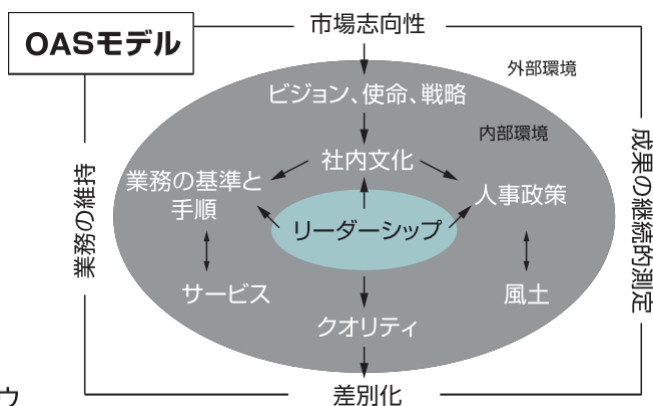 OASモデル
市場志向性
外部環境
ビジョン、使命、戦略
内部環境
社内文化
業務の基準と
手順
人事政策
リーダーシップ
業務の維持
成果の継続的測定
サービス
風土
クオリティ
差別化
ウ